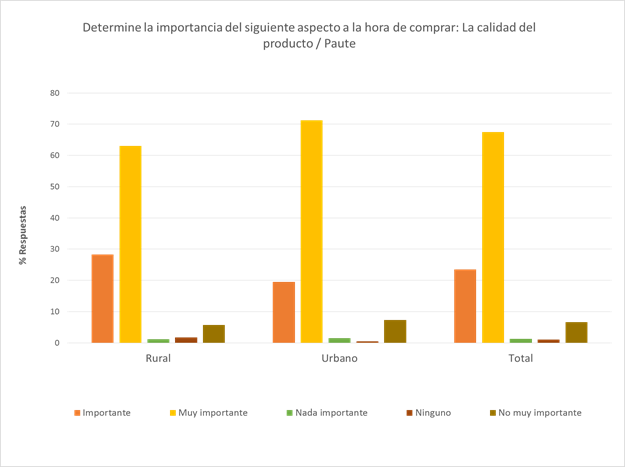 Determine la importancia del siguiente aspecto a la hora de comprar: La calidad del
producto / Paute
80
70
60
50
40
30
20
10
0
% Respuestas
Rural Urbano Total
Importante Muy importante Nada importante Ninguno No muy importante